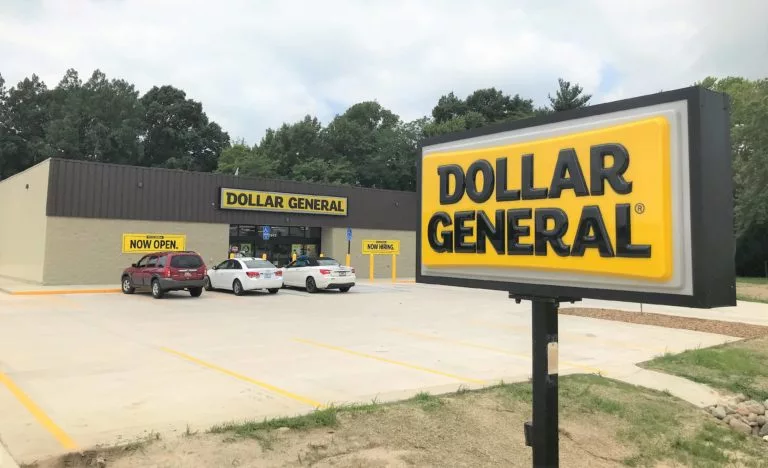 DOLLAR GENERAL
NOW OPEN.
NOW HIRING.
DOLLAR
GENERAL®